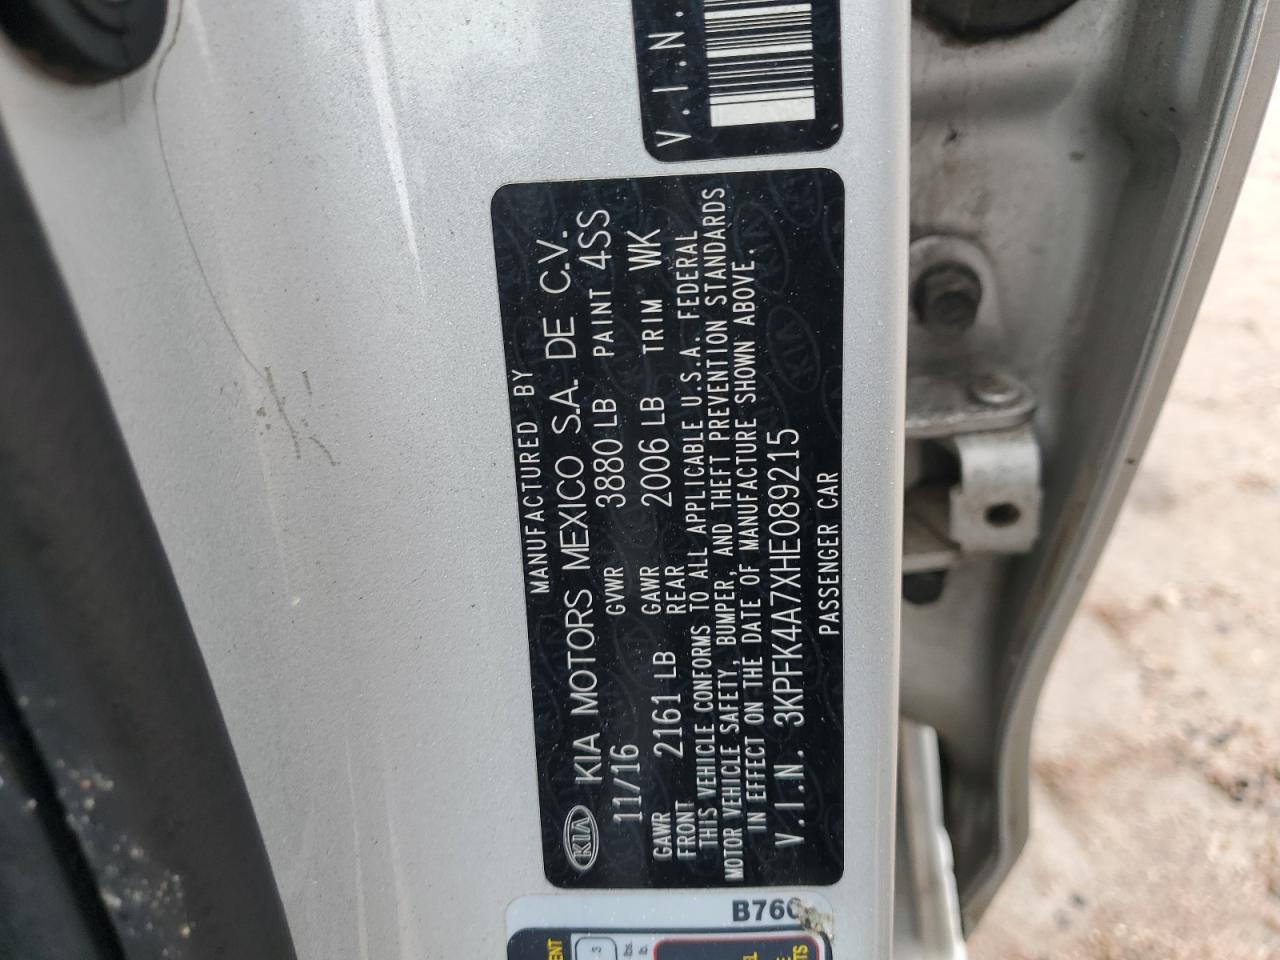 V.I.N.
MANUFACTURED BY
KIA KIA MOTORS MEXICO S.A. DE C.V.
11/16 GVWR 3880 LB PAINT 4SS
GAWR FRONT 2161 LB GAWR REAR 2006 LB TRIM WK
THIS VEHICLE CONFORMS TO ALL APPLICABLE U.S.A. FEDERAL
MOTOR VEHICLE SAFETY, BUMPER, AND THEFT PREVENTION STANDARDS
IN EFFECT ON THE DATE OF MANUFACTURE SHOWN ABOVE.
V.I.N. 3KPFK4A7XHE089215
PASSENGER CAR